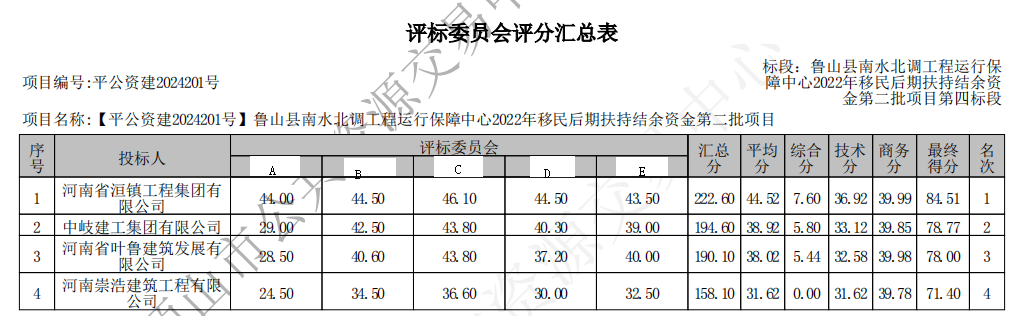 评标委员会评分汇总表
项目编号:平公资建2024201号
标段：鲁山县南水北调工程运行保
障中心2022年移民后期扶持结余资
金第二批项目第四标段
项目名称:【平公资建2024201号】鲁山县南水北调工程运行保障中心2022年移民后期扶持结余资金第二批项目
序号 投标人 评标委员会 汇总分 平均分 综合分 技术分 商务分 最终得分 名次
A B C D E
1 河南省洹镇工程集团有限公司 44.00 44.50 46.10 44.50 43.50 222.60 44.52 7.60 36.92 39.99 84.51 1
2 中岐建工集团有限公司 29.00 42.50 43.80 40.30 39.00 194.60 38.92 5.80 33.12 39.85 78.77 2
3 河南省叶鲁建筑发展有限公司 28.50 40.60 43.80 37.20 40.00 190.10 38.02 5.44 32.58 39.98 78.00 3
4 河南崇浩建筑工程有限公司 24.50 34.50 36.60 30.00 32.50 158.10 31.62 0.00 31.62 39.78 71.40 4